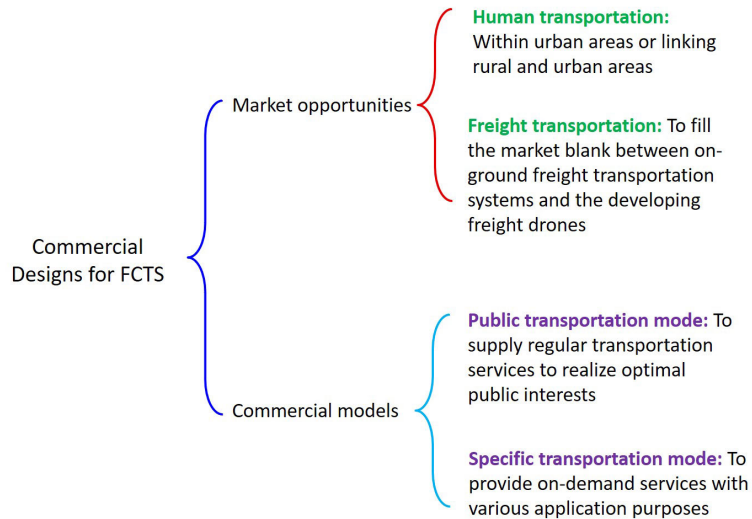 Human transportation:
Within urban areas or linking
rural and urban areas
Market opportunities
Freight transportation: To fill
the market blank between on-
ground freight transportation
systems and the developing
freight drones
Commercial
Designs for FCTS
Public transportation mode: To
supply regular transportation
services to realize optimal
public interests
Commercial models
Specific transportation mode: To
provide on-demand services with
various application purposes